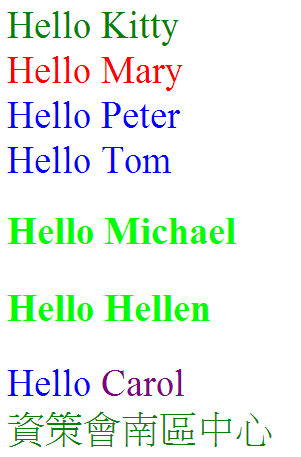 Hello Kitty
Hello Mary
Hello Peter
Hello Tom
Hello Michael
Hello Hellen
Hello Carol
資策會南區中心